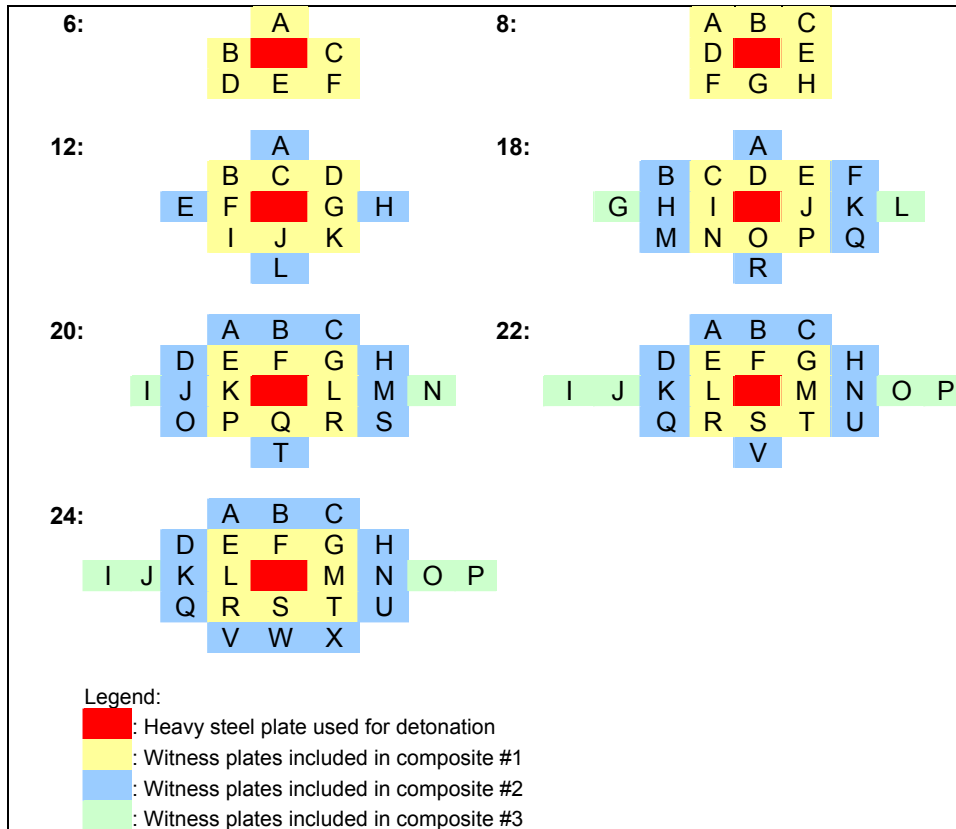 6:
A
B C
D E F
8:
A B C
D E
F G H
12:
A
B C D
E F G H
I J K
L
18:
A
B C D E F
G H I J K L
M N O P Q
R
20:
A B C
D E F G H
I J K L M N
O P Q R S
T
22:
A B C
D E F G H
I J K L M N O P
Q R S T U
V
24:
A B C
D E F G H
I J K L M N O P
Q R S T U
V W X
Legend:
: Heavy steel plate used for detonation
: Witness plates included in composite #1
: Witness plates included in composite #2
: Witness plates included in composite #3